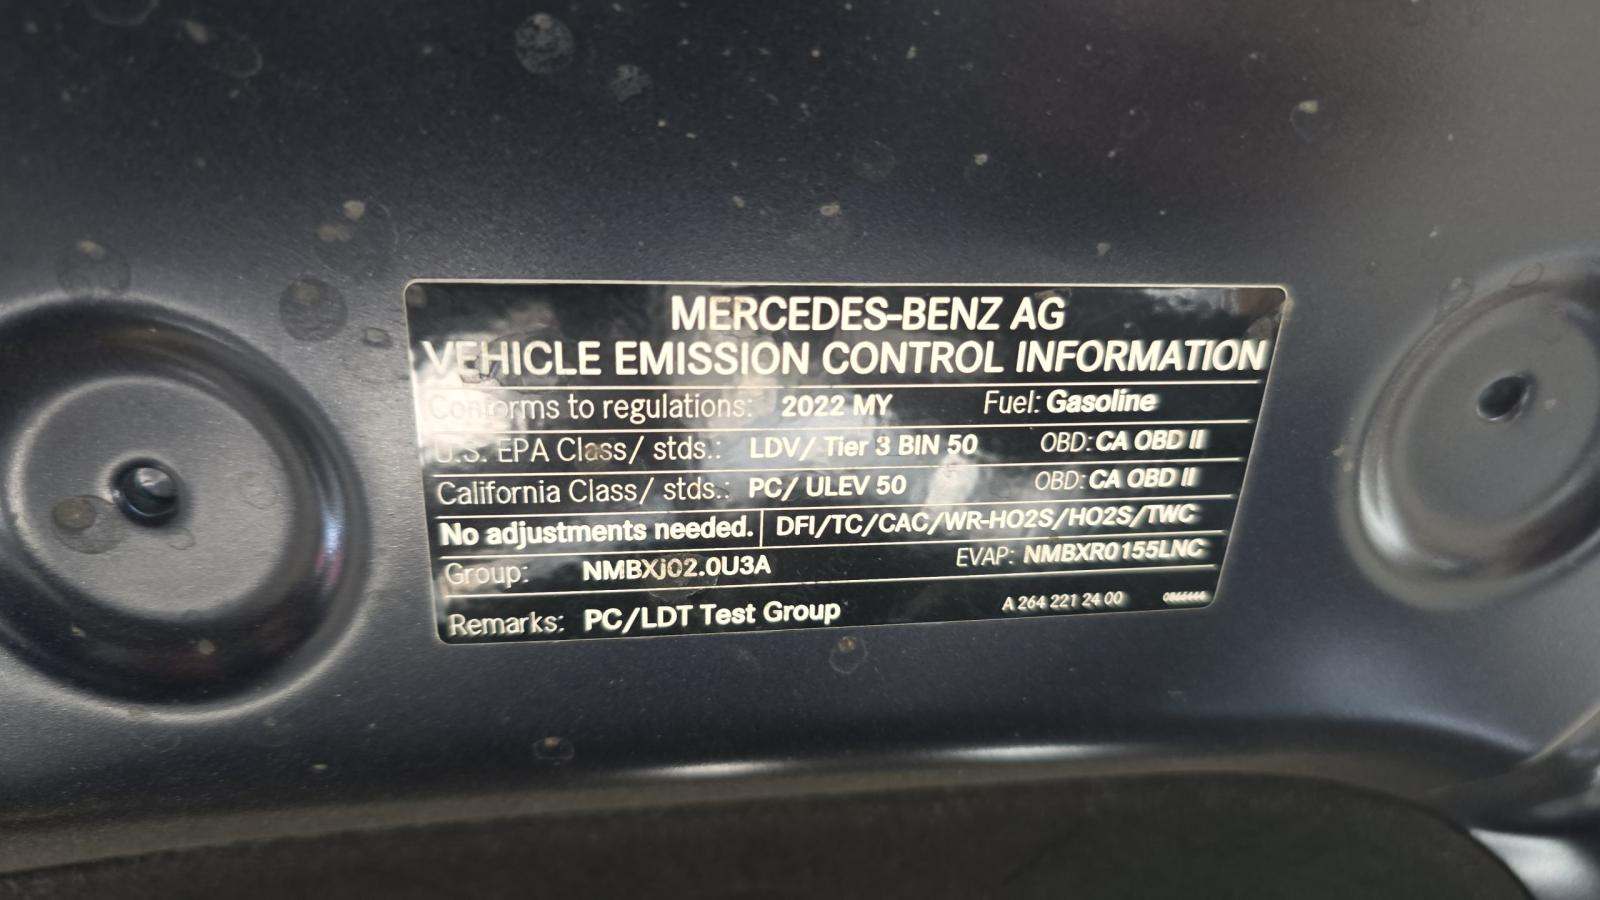 MERCEDES-BENZ AG
VEHICLE EMISSION CONTROL INFORMATION
Conforms to regulations: 2022 MY Fuel: Gasoline
U.S. EPA Class/ stds.: LDV/ Tier 3 BIN 50 OBD: CA OBD II
California Class/ stds.: PC/ ULEV 50 OBD: CA OBD II
No adjustments needed. DFI/TC/CAC/WR-HO2S/HO2S/TWC
Group: NMBXJ02.0U3A EVAP: NMBXR0155LNC
Remarks: PC/LDT Test Group A 264 221 24 00